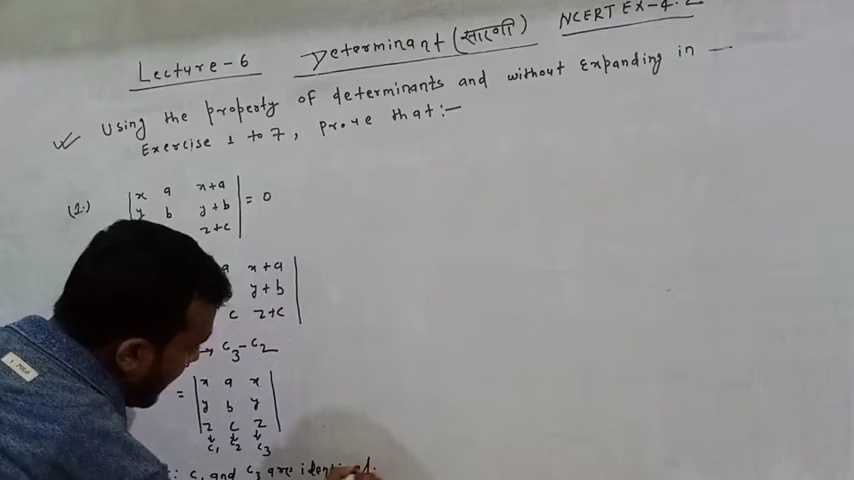 Lecture-6 Determinant (सारणी) NCERT EX-4.2
Using the property of determinants and without Expanding in —
Exercise 1 to 7, prove that:—
(1.) | x a x+a | = 0
y b y+b
z+c
a x+a
y+b
c z+c
→ C3-C2
= | x a x |
y b y
z c z
C1 C2 C3
∵ C1 and C3 are identical.